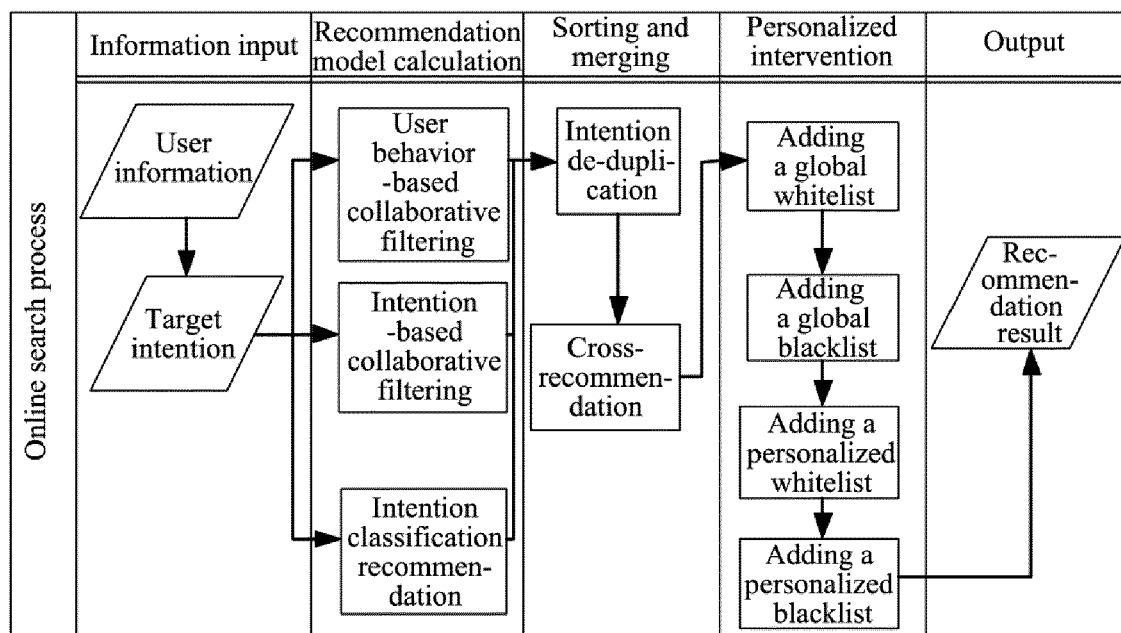 Online search process
Information input
Recommendation
model calculation
Sorting and
merging
Personalized
intervention
Output
User
information
Target
intention
User
behavior
-based
collaborative
filtering
Intention
-based
collaborative
filtering
Intention
classification
recommen-
dation
Intention
de-dupli-
cation
Cross-
recommen-
dation
Adding
a global
whitelist
Adding
a global
blacklist
Adding a
personalized
whitelist
Adding a
personalized
blacklist
Rec-
ommen-
dation
result